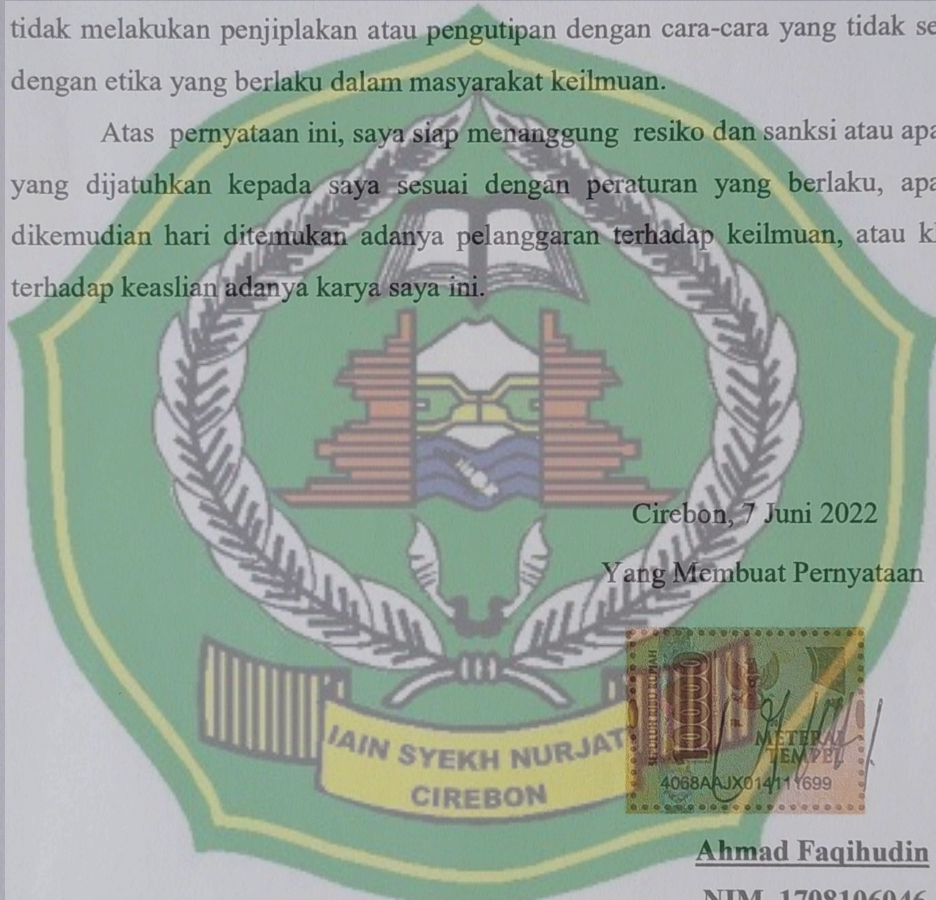 tidak melakukan penjiplakan atau pengutipan dengan cara-cara yang tidak se
dengan etika yang berlaku dalam masyarakat keilmuan.
Atas pernyataan ini, saya siap menanggung resiko dan sanksi atau apa
yang dijatuhkan kepada saya sesuai dengan peraturan yang berlaku, apa
dikemudian hari ditemukan adanya pelanggaran terhadap keilmuan, atau kl
terhadap keaslian adanya karya saya ini.
Cirebon, 7 Juni 2022
Yang Membuat Pernyataan
IAIN SYEKH NURJAT
CIREBON
10000
METERAI
TEMPEL
4068AAJX014111699
Ahmad Faqihudin
NIM. 1708106046